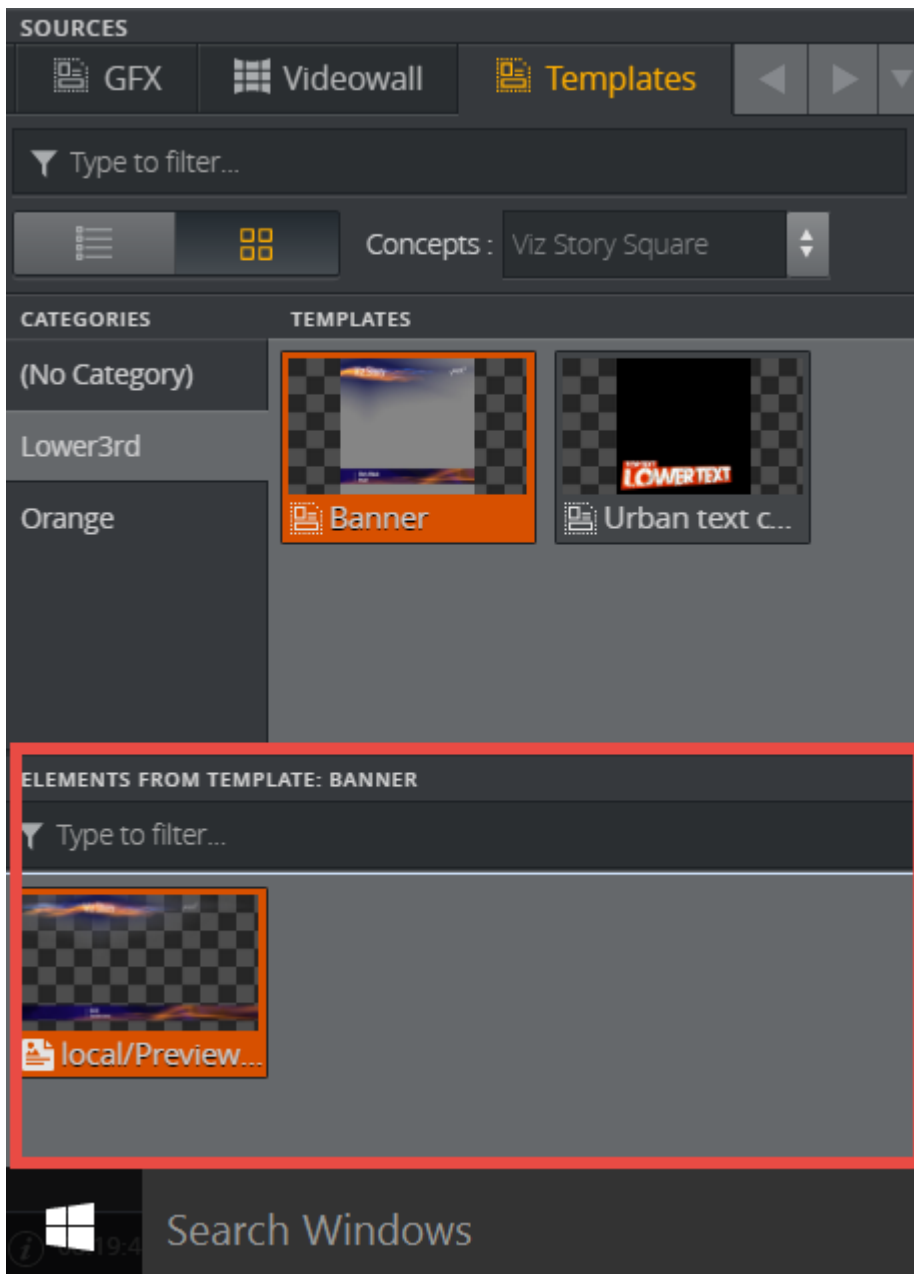 SOURCES
GFX Videowall Templates
Type to filter...
Concepts : Viz Story Square
CATEGORIES TEMPLATES
(No Category)
Lower3rd
Orange
LOWER TEXT
Banner Urban text c...
ELEMENTS FROM TEMPLATE: BANNER
Type to filter...
local/Preview...
Search Windows